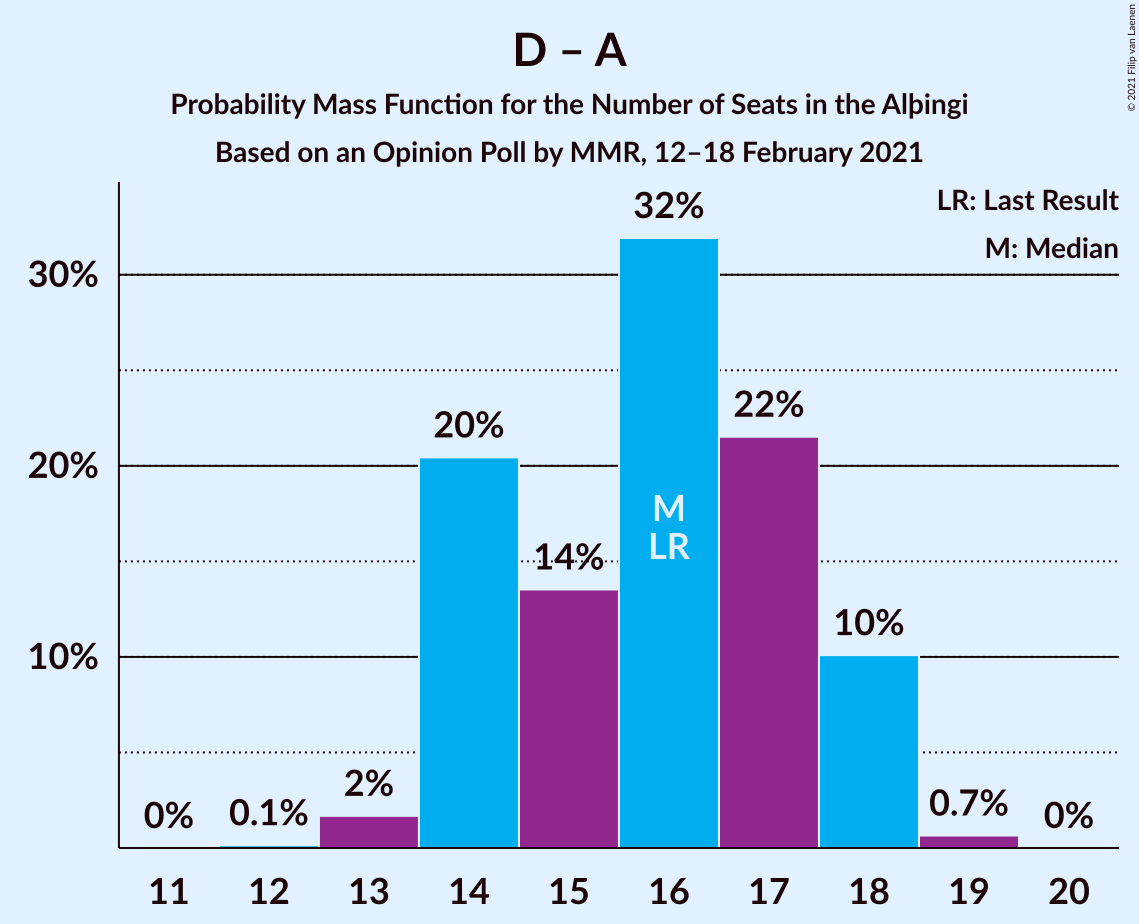 D – A
Probability Mass Function for the Number of Seats in the Alþingi
Based on an Opinion Poll by MMR, 12–18 February 2021
© 2021 Filip van Laenen
LR: Last Result
M: Median
30%
20%
10%
0%
0.1%
2%
20%
14%
32%
22%
10%
0.7%
0%
M
LR
11
12
13
14
15
16
17
18
19
20